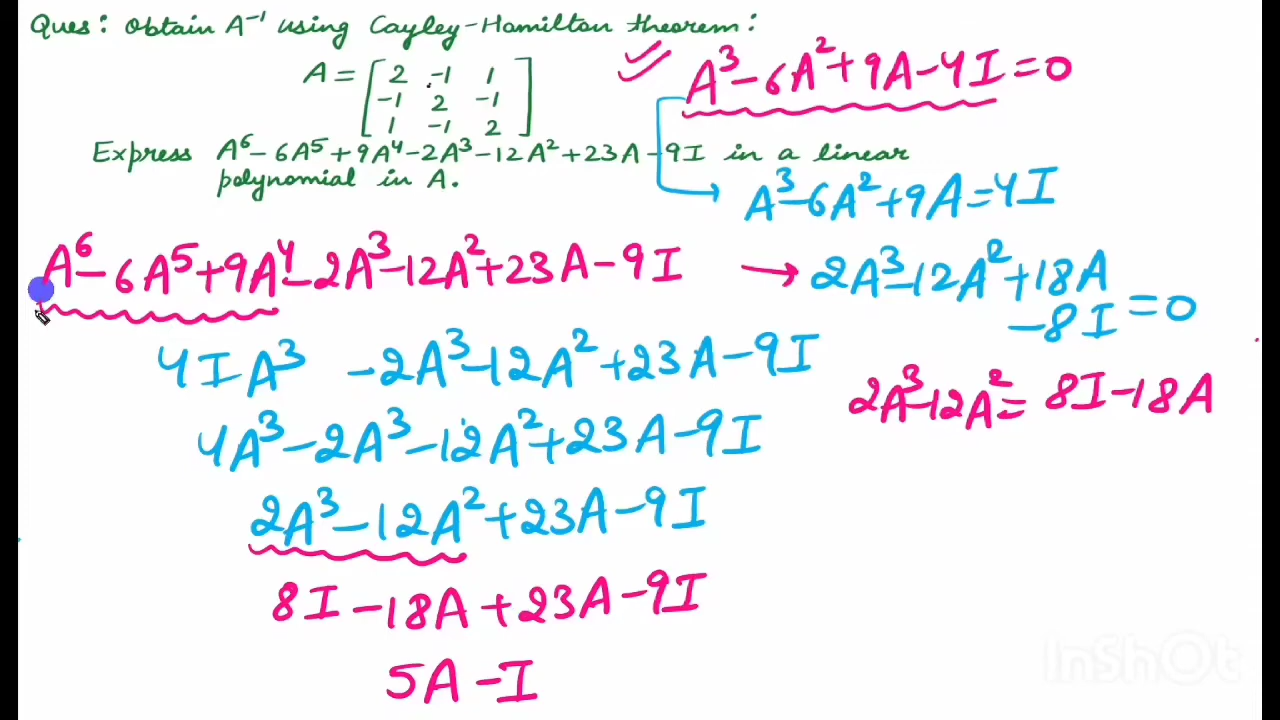 Ques: Obtain A⁻¹ using Cayley-Hamilton theorem:
A = [ 2 -1 1
-1 2 -1
1 -1 2 ]
Express A⁶ - 6A⁵ + 9A⁴ - 2A³ - 12A² + 23A - 9I in a linear
polynomial in A.
A³ - 6A² + 9A - 4I = 0
A³ - 6A² + 9A = 4I
A⁶ - 6A⁵ + 9A⁴ - 2A³ - 12A² + 23A - 9I → 2A³ - 12A² + 18A
- 8I = 0
4IA³ - 2A³ - 12A² + 23A - 9I
2A³ - 12A² = 8I - 18A
4A³ - 2A³ - 12A² + 23A - 9I
2A³ - 12A² + 23A - 9I
8I - 18A + 23A - 9I
5A - I
InShOt